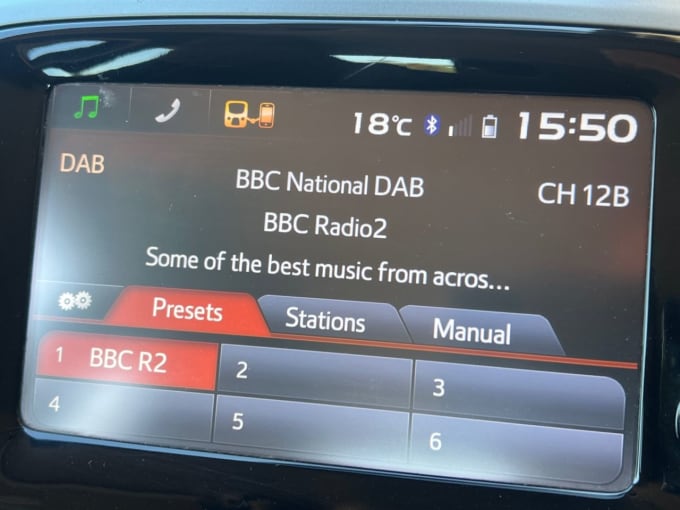 18°C 15:50
DAB
BBC National DAB
CH 12B
BBC Radio2
Some of the best music from acros...
Presets Stations Manual
1 BBC R2 2 3
4 5 6